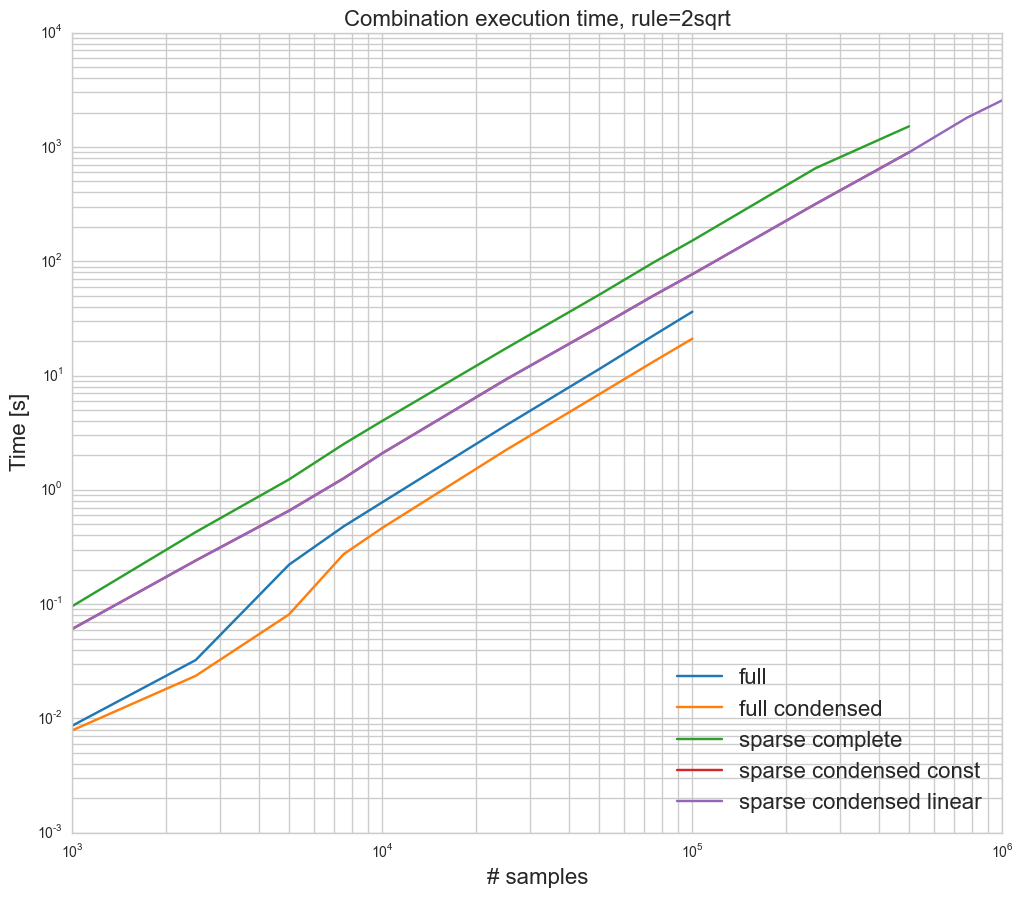 Combination execution time, rule=2sqrt
10^4
10^3
10^2
10^1
10^0
10^-1
10^-2
10^-3
Time [s]
full
full condensed
sparse complete
sparse condensed const
sparse condensed linear
10^3 10^4 10^5 10^6
# samples